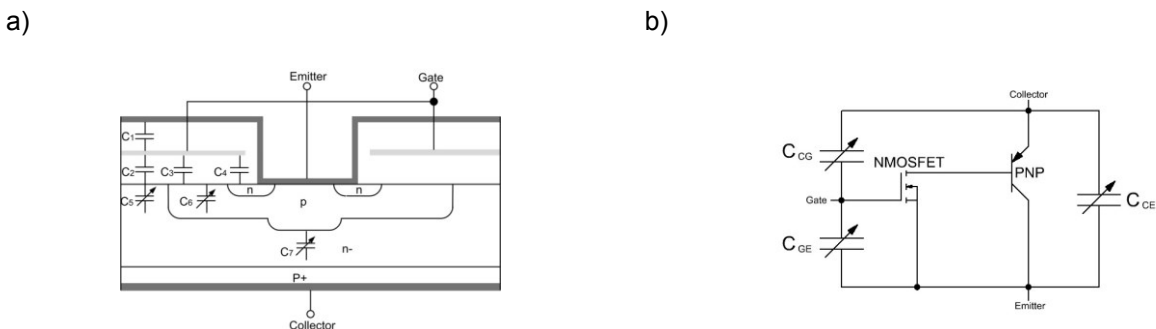 a)
b)
Emitter
Gate
C1
C2
C3
C4
n
n
C5
C6
p
C7
n-
P+
Collector
Collector
CCG
NMOSFET
PNP
Gate
CCE
CGE
Emitter